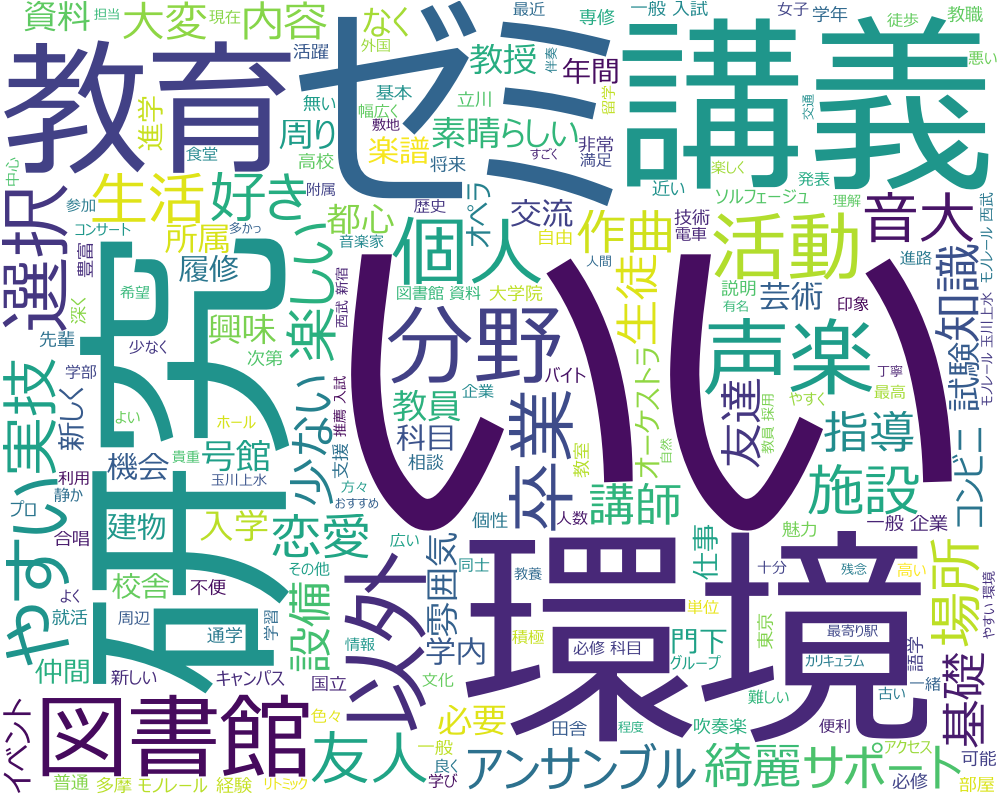 資料
担当
現在
大変
内容
なく
最近
専修
一般 入試
女子
学年
教職
徒歩
悪い
活躍
外国
教育
ゼミ
講義
教授
伴奏
年間
留学
交通
進学
無い
基本
幅広く
立川
周り
敷地
楽譜
素晴らしい
非常
満足
中心
食堂
高校
将来
すごく
近い
楽しく
選択
生活
好き
附属
歴史
オペラ
ソルフェージュ
発表
理解
参加
都心
交流
作曲
技術
電車
活動
音大
西武
モノレール
コンサート
所属
多かっ
音楽家
個人
自由
人間
生徒
説明
有名
芸術
進路
印象
豊富
履修
楽しい
西武 新宿
図書館 資料
大学院
深く
希望
興味
分野
いい
声楽
試験
知識
モノレール 玉川上水
先輩
少なく
次第
研究
実技
学部
新しく
よい
ホール
少ない
推薦 入試
支援
教員
企業
バイト
オーケストラ
友達
教員 採用
やすく
丁寧
最高
科目
卒業
教室
自然
指導
やすい
機会
貴重
号館
相談
方々
おすすめ
利用
静か
玉川上水
プロ
合唱
建物
入学
恋愛
個性
人数
講師
施設
コンビニ
魅力
一般 企業
校舎
不便
その他
広い
雰囲気
同士
仕事
十分
残念
高い
場所
やすい 環境
よく
就活
周辺
通学
学習
設備
以外
教養
環境
単位
東京
最寄り駅
語学
仲間
情報
学内
積極
必修 科目
門下
グループ
カリキュラム
新しい
キャンパス
国立
文化
難しい
古い
一緒
基礎
イベント
図書館
色々
必要
田舎
程度
吹奏楽
便利
友人
一般
良く
アンサンブル
綺麗
サポート
アクセス
可能
普通
多摩
モノレール
経験
リトミック
学び
必修
部屋